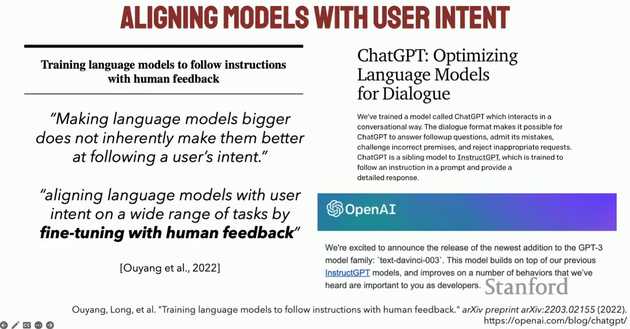 ALIGNING MODELS WITH USER INTENT
Training language models to follow instructions
with human feedback
“Making language models bigger
does not inherently make them better
at following a user’s intent.”
“aligning language models with user
intent on a wide range of tasks by
fine-tuning with human feedback”
[Ouyang et al., 2022]
ChatGPT: Optimizing
Language Models
for Dialogue
We've trained a model called ChatGPT which interacts in a
conversational way. The dialogue format makes it possible for
ChatGPT to answer followup questions, admit its mistakes,
challenge incorrect premises, and reject inappropriate requests.
ChatGPT is a sibling model to InstructGPT, which is trained to
follow an instruction in a prompt and provide a
detailed response.
OpenAI
We're excited to announce the release of the newest addition to the GPT-3
model family: `text-davinci-003`. This model builds on top of our previous
InstructGPT models, and improves on a number of behaviors that we've
heard are important to you as developers.
Stanford
Ouyang, Long, et al. "Training language models to follow instructions with human feedback." arXiv preprint arXiv:2203.02155 (2022).
https://openai.com/blog/chatgpt/